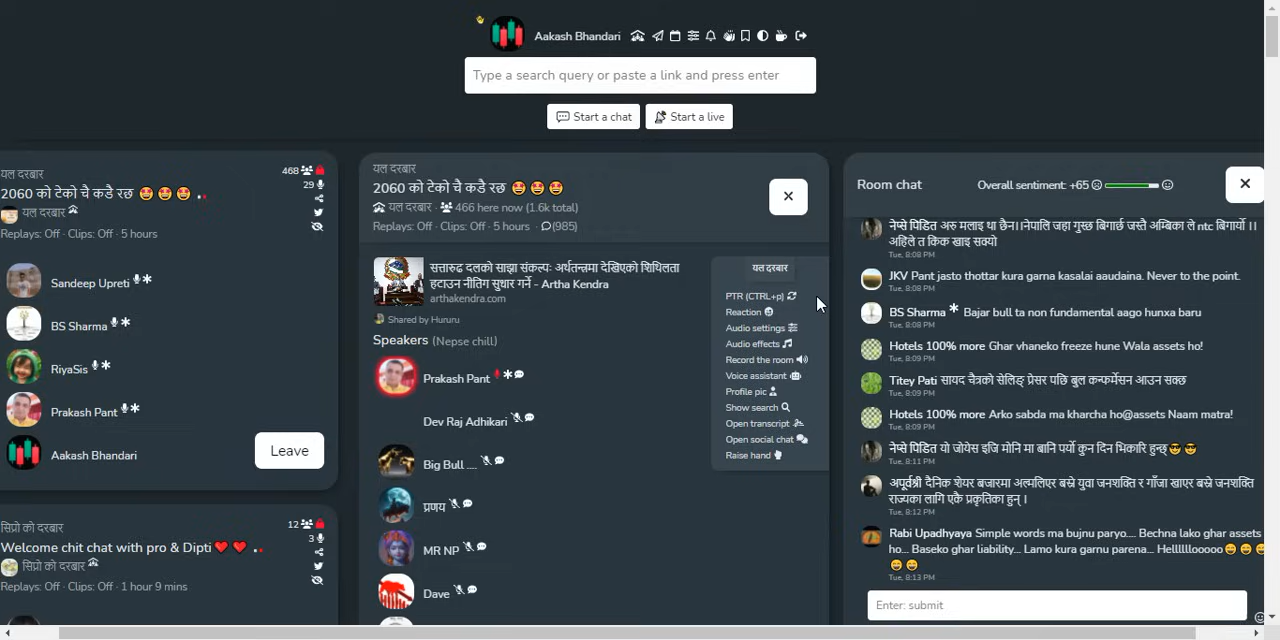 Aakash Bhandari
Type a search query or paste a link and press enter
Start a chat
Start a live
यल दरबार
468
2060 को टेको चै कडै रछ 🤩 🤩 🤩
29
यल दरबार
Replays: Off · Clips: Off · 5 hours
Sandeep Upreti
BS Sharma
RiyaSis
Prakash Pant
Aakash Bhandari
Leave
सिप्रो को दरबार
12
Welcome chit chat with pro & Dipti❤️ ❤️
3
सिप्रो को दरबार
Replays: Off · Clips: Off · 1 hour 9 mins
यल दरबार
2060 को टेको चै कडै रछ 🤩 🤩 🤩
यल दरबार · 466 here now (1.6k total)
Replays: Off · Clips: Off · 5 hours · (985)
सत्तारुढ दलको साझा संकल्पः अर्थतन्त्रमा देखिएको शिथिलता
हटाउन नीतिग सुधार गर्ने - Artha Kendra
arthakendra.com
Shared by Hururu
Speakers (Nepse chill)
Prakash Pant
Dev Raj Adhikari
Big Bull ....
प्रणय
MR NP
Dave
यल दरबार
PTR (CTRL+p)
Reaction
Audio settings
Audio effects
Record the room
Voice assistant
Profile pic
Show search
Open transcript
Open social chat
Raise hand
Room chat
Overall sentiment: +65
नेप्से पिडित अरु मलाइ था छैन।।नेपालि जहा गुस्छ बिगार्छ जस्तै अम्बिका ले ntc बिगार्यो ।।
अहिले त किक खाइ सक्यो
Tue, 8:08 PM
JKV Pant jasto thottar kura garna kasalai aaudaina. Never to the point.
Tue, 8:08 PM
BS Sharma * Bajar bull ta non fundamental aago hunxa baru
Tue, 8:08 PM
Hotels 100% more Ghar vhaneko freeze hune Wala assets ho!
Tue, 8:09 PM
Titey Pati सायद चैत्रको सेलिङ् प्रेसर पछि बुल कन्फर्मेसन आउन सक्छ
Tue, 8:09 PM
Hotels 100% more Arko sabda ma kharcha ho@assets Naam matra!
Tue, 8:09 PM
नेप्से पिडित यो जोयेस इजि मोनि मा बानि पर्यो कुन दिन भिकारि हुन्छ😎😎
Tue, 8:11 PM
अपूर्वश्री दैनिक शेयर बजारमा अल्मलिएर बस्ने युवा जनशक्ति र गाँजा खाएर बस्ने जनशक्ति
राज्यका लागि एकै प्रकृतिका हुन् ।
Tue, 8:12 PM
Rabi Upadhyaya Simple words ma bujnu paryo.... Bechna lako ghar assets
ho... Baseko ghar liability... Lamo kura garnu parena... Hellllllooooo 😄 😄 😄
😄 😄
Tue, 8:13 PM
Enter: submit